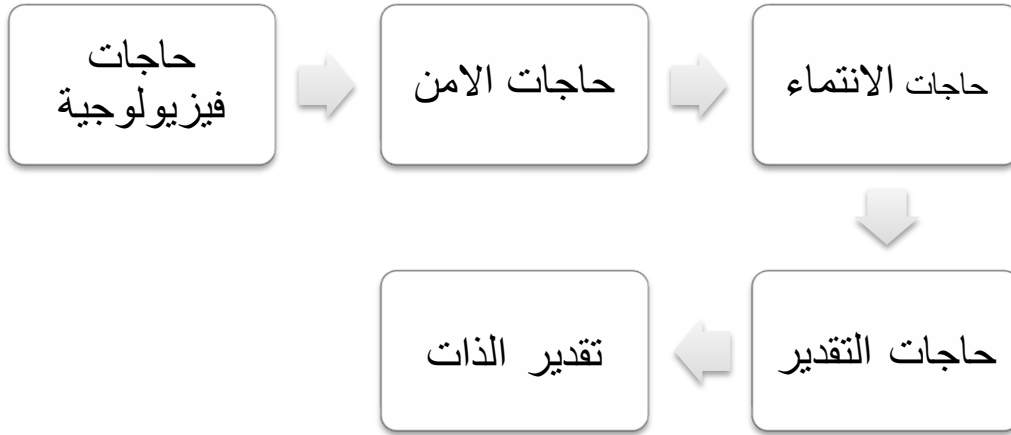 حاجات
فيزيولوجية
حاجات الامن
حاجات الانتماء
حاجات التقدير
تقدير الذات